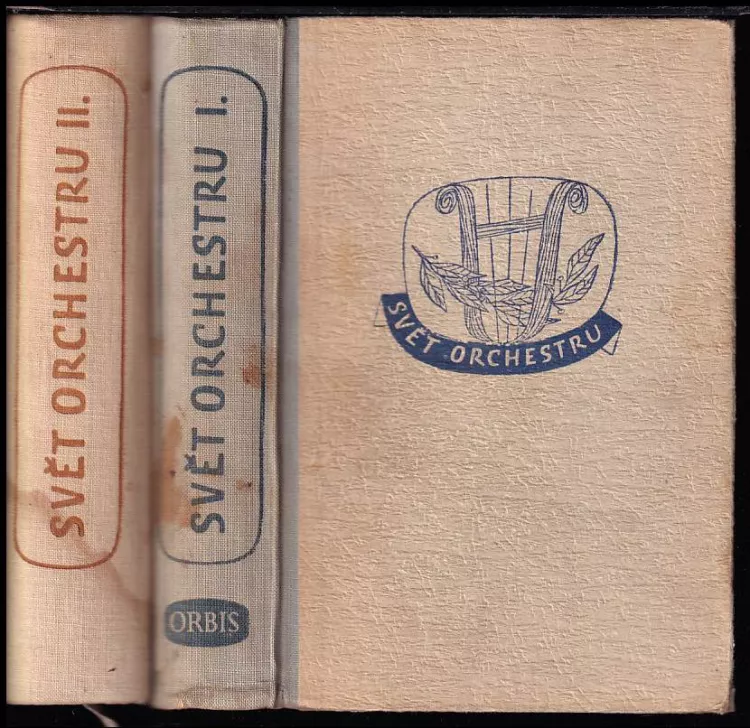 SVĚT ORCHESTRU II.
SVĚT ORCHESTRU I.
ORBIS
SVĚT ORCHESTRU